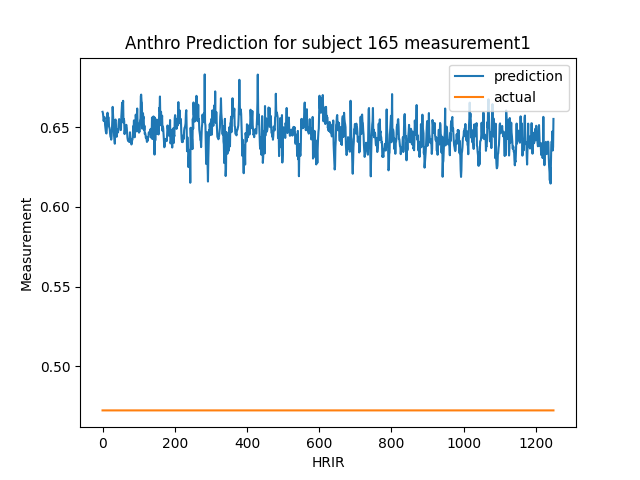 Anthro Prediction for subject 165 measurement1
prediction
actual
0.65
0.60
0.55
0.50
Measurement
0 200 400 600 800 1000 1200
HRIR